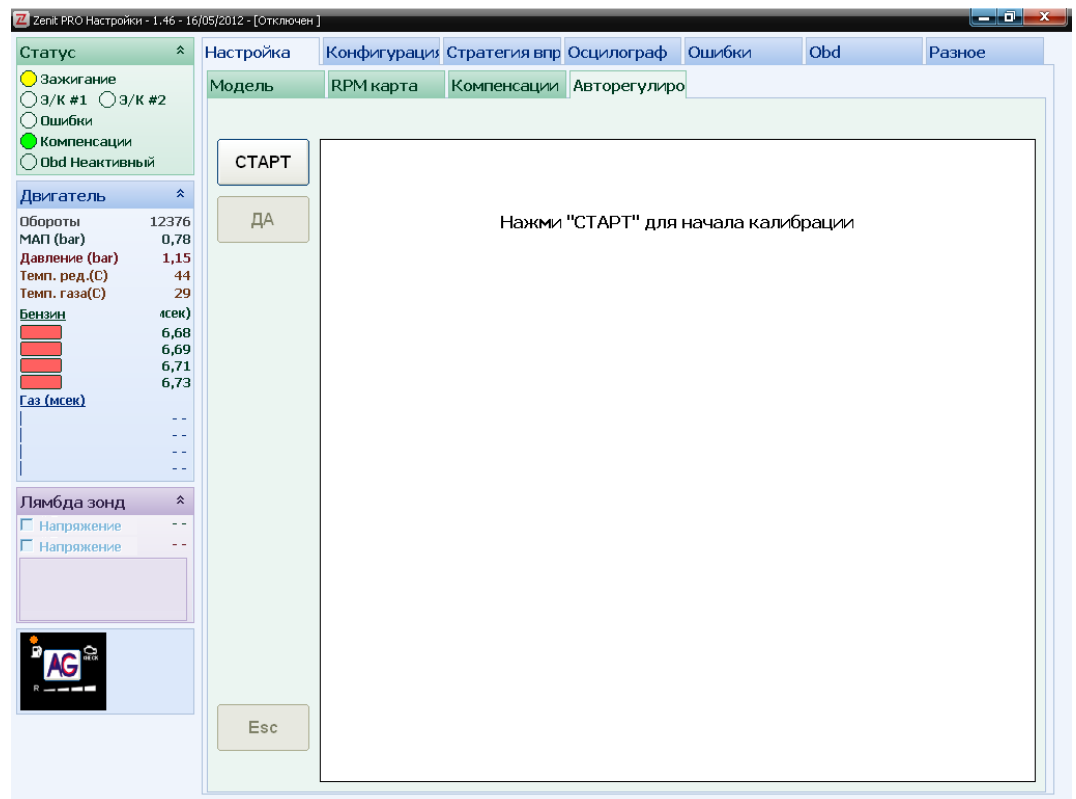 Zenit PRO Настройки - 1.46 - 16/05/2012 - [Отключен ]
Статус
Зажигание
Э/К #1 Э/К #2
Ошибки
Компенсации
Obd Неактивный
Двигатель
Обороты 12376
МАП (bar) 0,78
Давление (bar) 1,15
Темп. ред.(С) 44
Темп. газа(С) 29
Бензин мсек)
6,68
6,69
6,71
6,73
Газ (мсек)
- -
- -
- -
- -
Лямбда зонд
Напряжение - -
Напряжение - -
AG
CHECK
R
Настройка Конфигурация Стратегия впр Осцилограф Ошибки Obd Разное
Модель RPM карта Компенсации Авторегулиро
СТАРТ
ДА
Esc
Нажми "СТАРТ" для начала калибрации